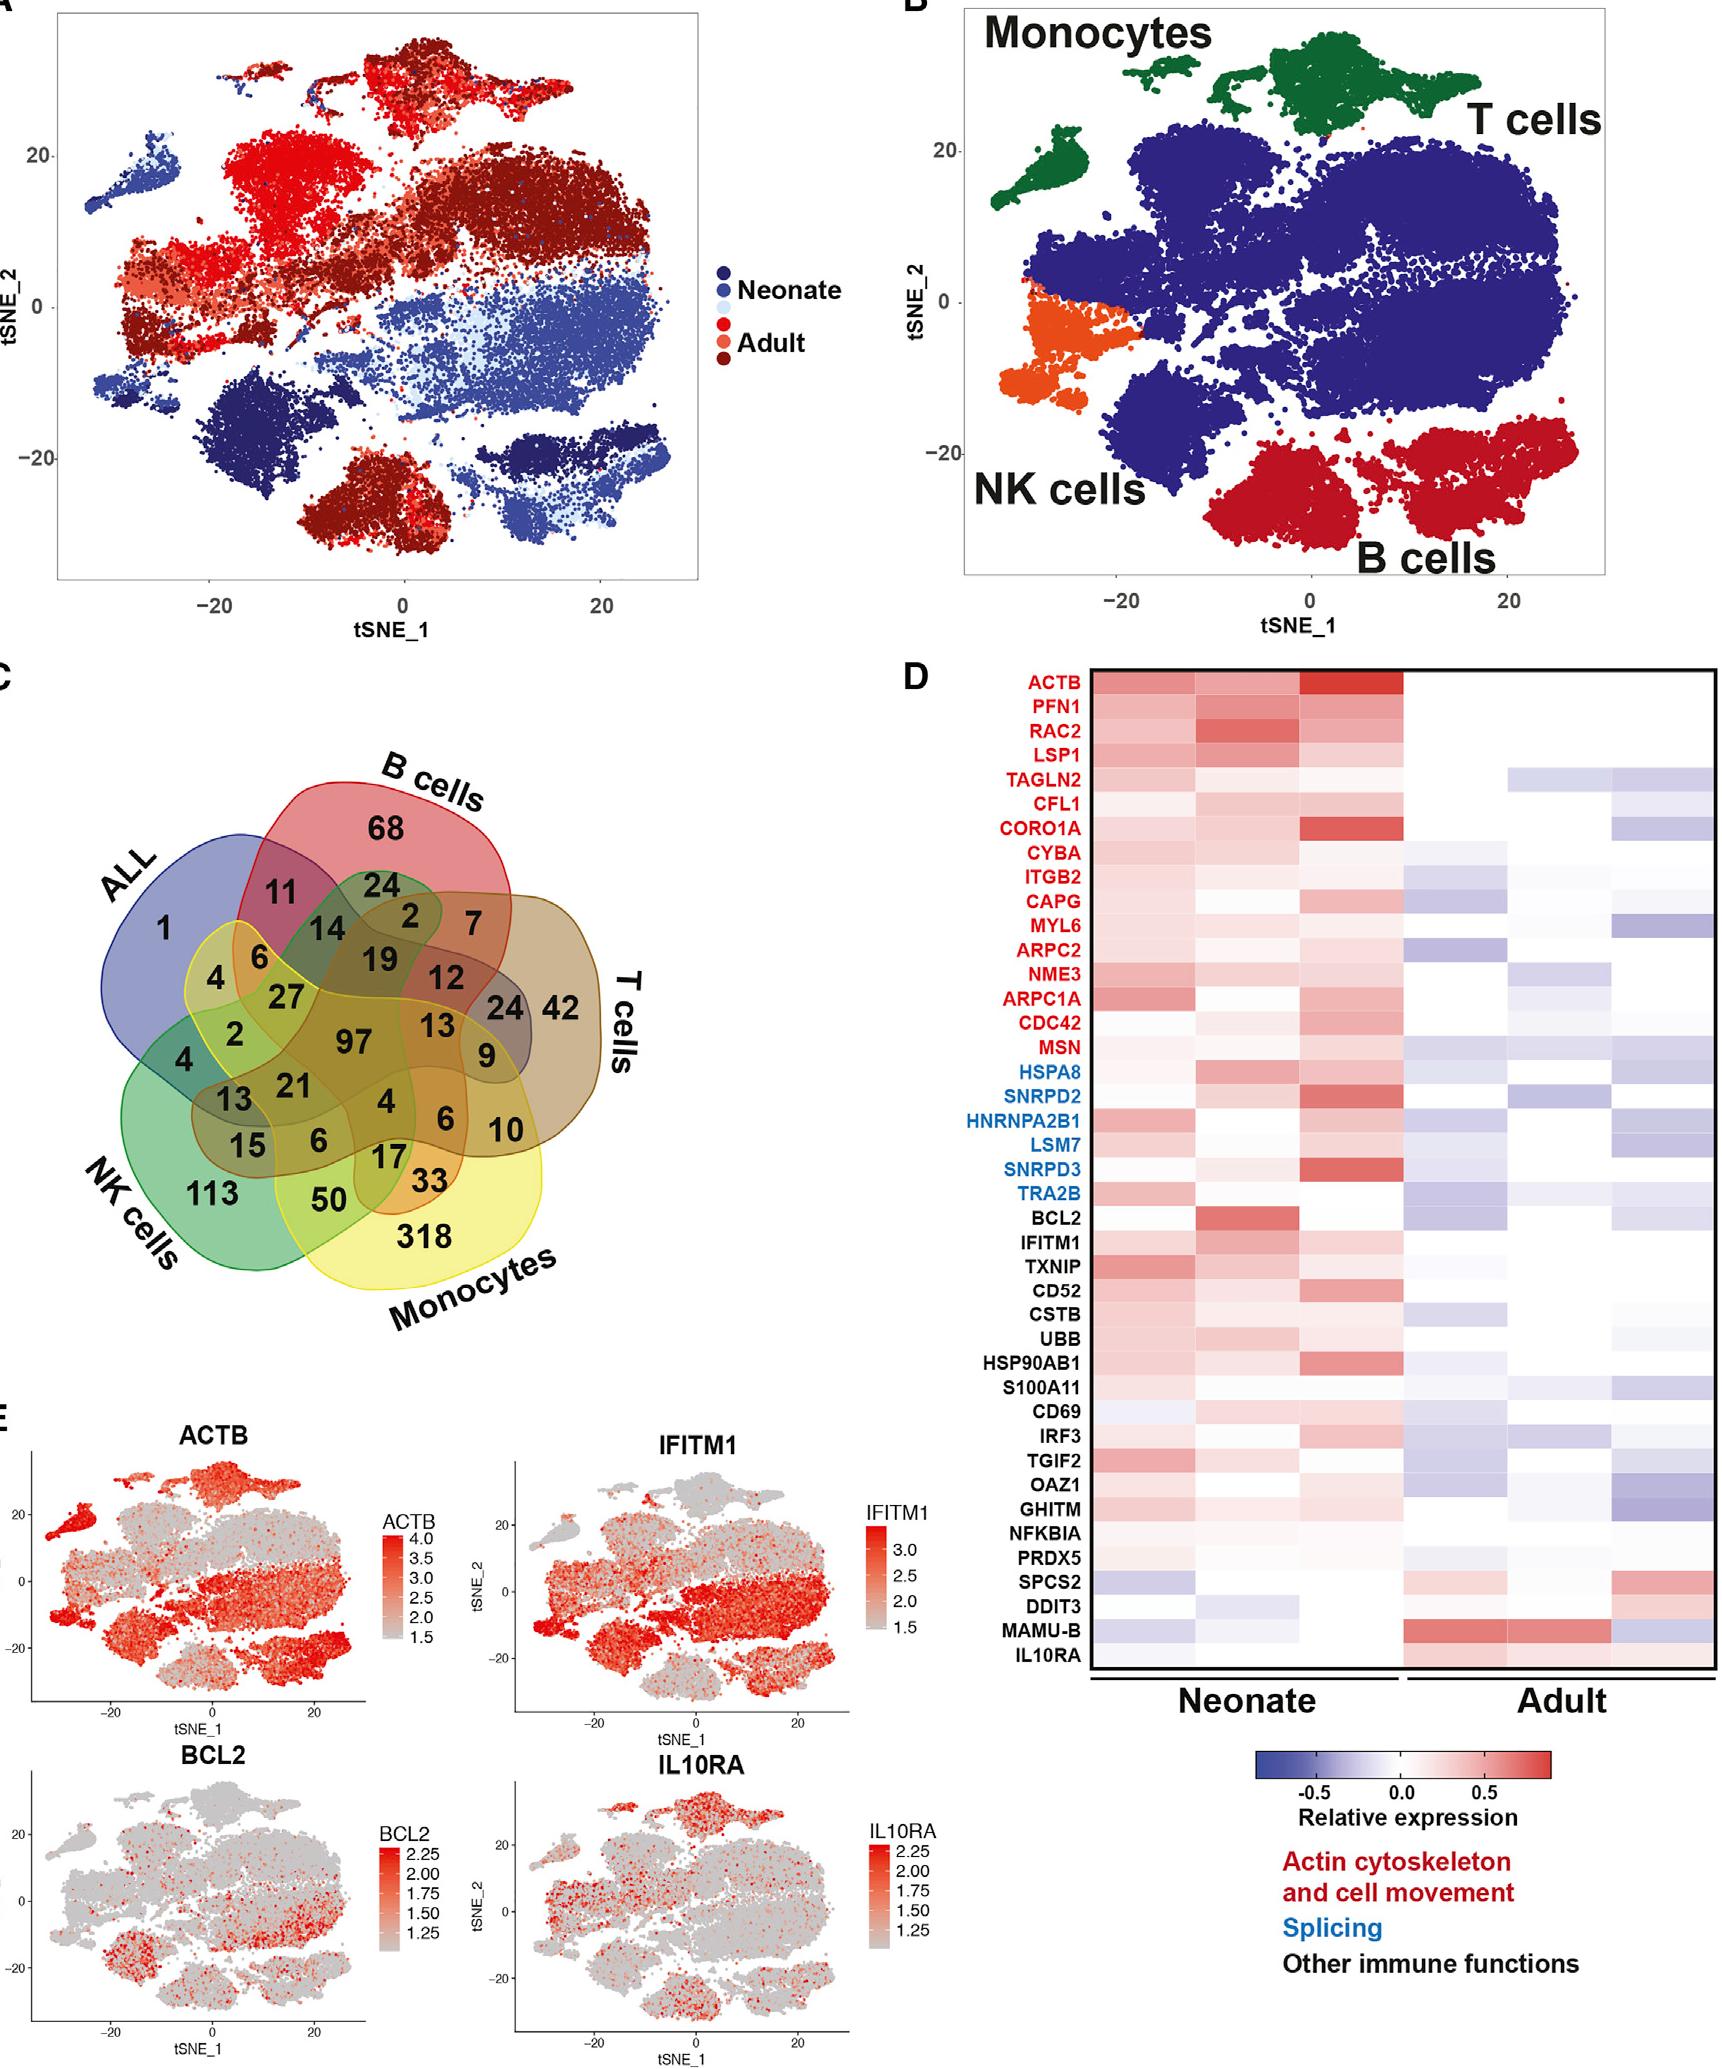 A
B
Monocytes
T cells
NK cells
B cells
20
0
−20
tSNE_2
−20
0
20
tSNE_1
Neonate
Adult
20
0
−20
tSNE_2
−20
0
20
tSNE_1
C
B cells
ALL
T cells
NK cells
Monocytes
68
11
24
2
7
1
14
19
12
6
4
27
24
42
13
2
97
9
4
21
13
4
6
10
15
6
17
113
50
33
318
D
ACTB
PFN1
RAC2
LSP1
TAGLN2
CFL1
CORO1A
CYBA
ITGB2
CAPG
MYL6
ARPC2
NME3
ARPC1A
CDC42
MSN
HSPA8
SNRPD2
HNRNPA2B1
LSM7
SNRPD3
TRA2B
BCL2
IFITM1
TXNIP
CD52
CSTB
UBB
HSP90AB1
S100A11
CD69
IRF3
TGIF2
OAZ1
GHITM
NFKBIA
PRDX5
SPCS2
DDIT3
MAMU-B
IL10RA
Neonate
Adult
-0.5 0.0 0.5
Relative expression
Actin cytoskeleton
and cell movement
Splicing
Other immune functions
E
ACTB
20
0
−20
−20 0 20
tSNE_1
ACTB
4.0
3.5
3.0
2.5
2.0
1.5
IFITM1
20
0
−20
tSNE_2
−20 0 20
tSNE_1
IFITM1
3.0
2.5
2.0
1.5
BCL2
20
0
−20
−20 0 20
tSNE_1
BCL2
2.25
2.00
1.75
1.50
1.25
IL10RA
20
0
−20
tSNE_2
−20 0 20
tSNE_1
IL10RA
2.25
2.00
1.75
1.50
1.25